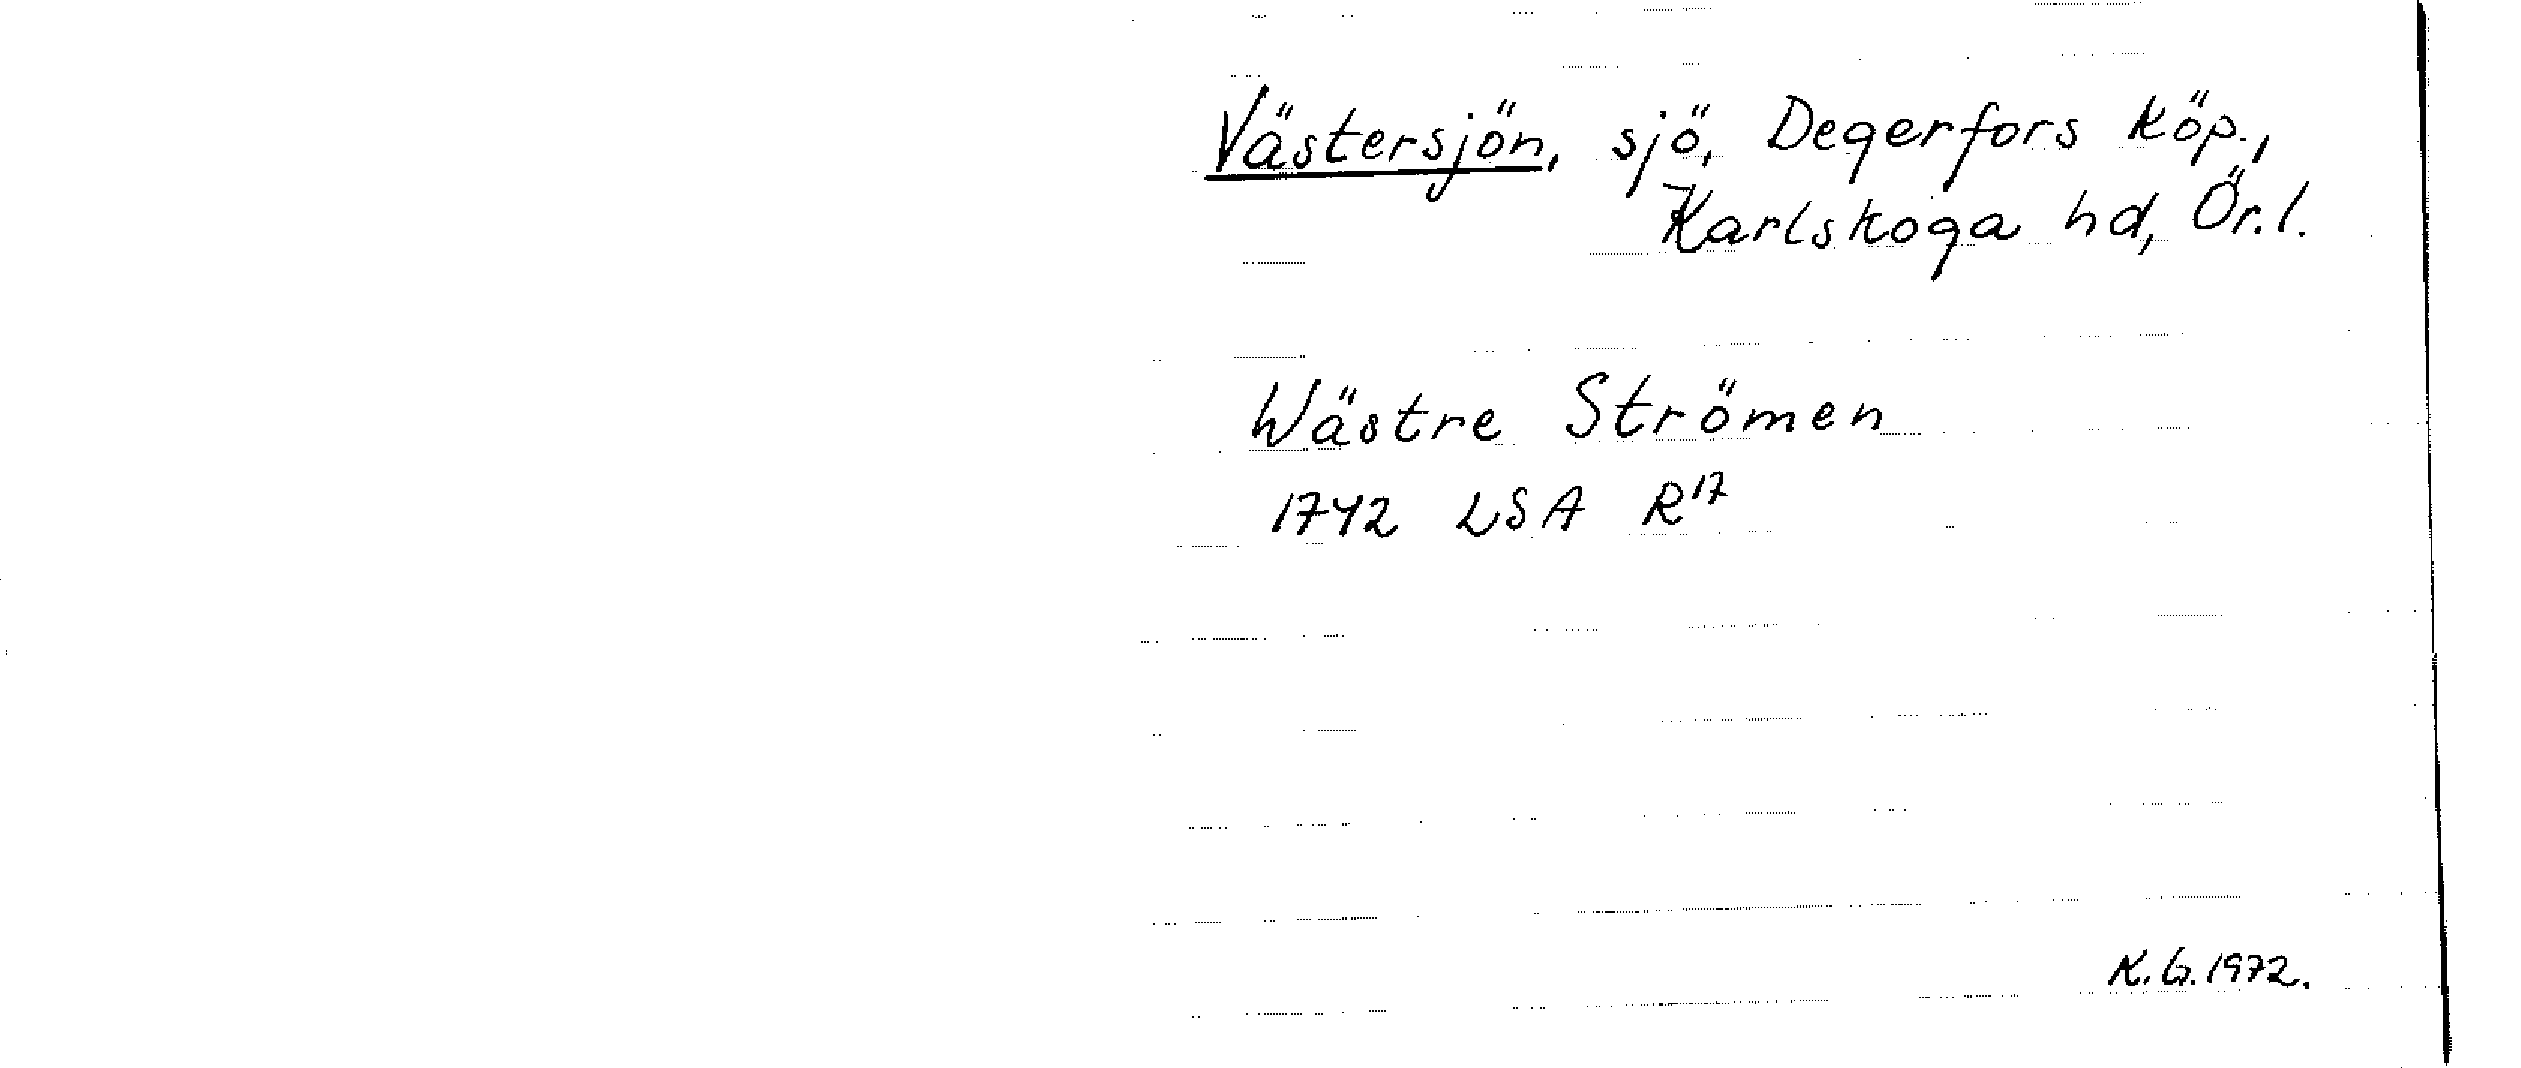 Västersjön, sjö, Degerfors köp.,
Karlskoga hd, Ör.l.
Wästre Strömen
1742 LSA R17
K.G.1972.